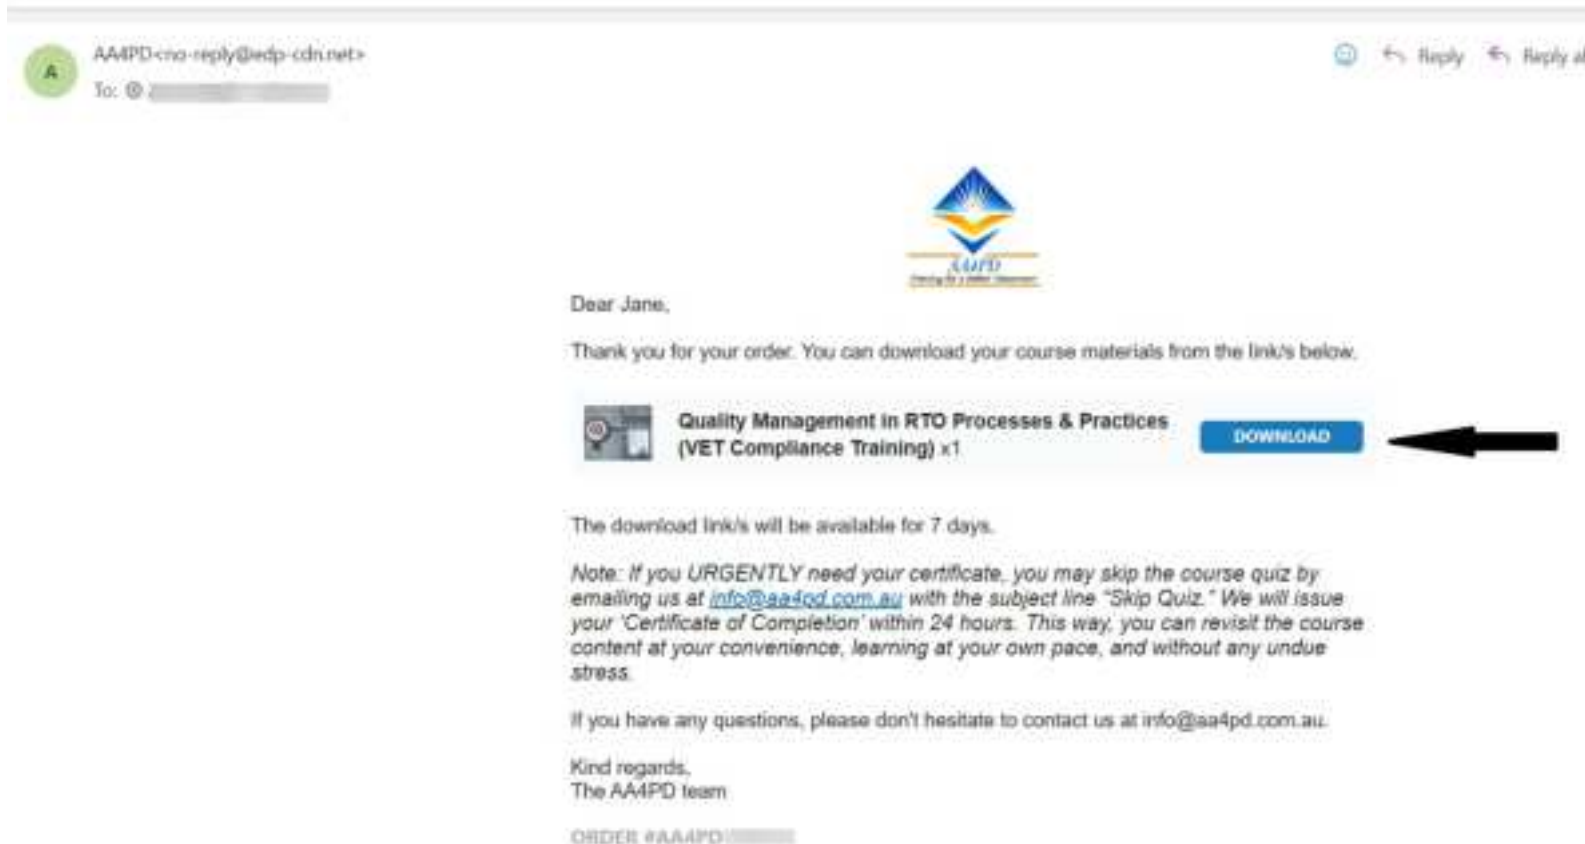 AA4PD<no-reply@edp-cdn.net>
Reply
Reply all
A
To:
AA4PD
Dear Jane,
Thank you for your order. You can download your course materials from the link/s below.
Quality Management in RTO Processes & Practices
DOWNLOAD
(VET Compliance Training) x1
The download link/s will be available for 7 days.
Note: If you URGENTLY need your certificate, you may skip the course quiz by
emailing us at info@aa4pd.com.au with the subject line "Skip Quiz." We will issue
your 'Certificate of Completion' within 24 hours. This way, you can revisit the course
content at your convenience, learning at your own pace, and without any undue
stress.
If you have any questions, please don't hesitate to contact us at info@aa4pd.com.au.
Kind regards,
The AA4PD team
ORDER #AA4PD